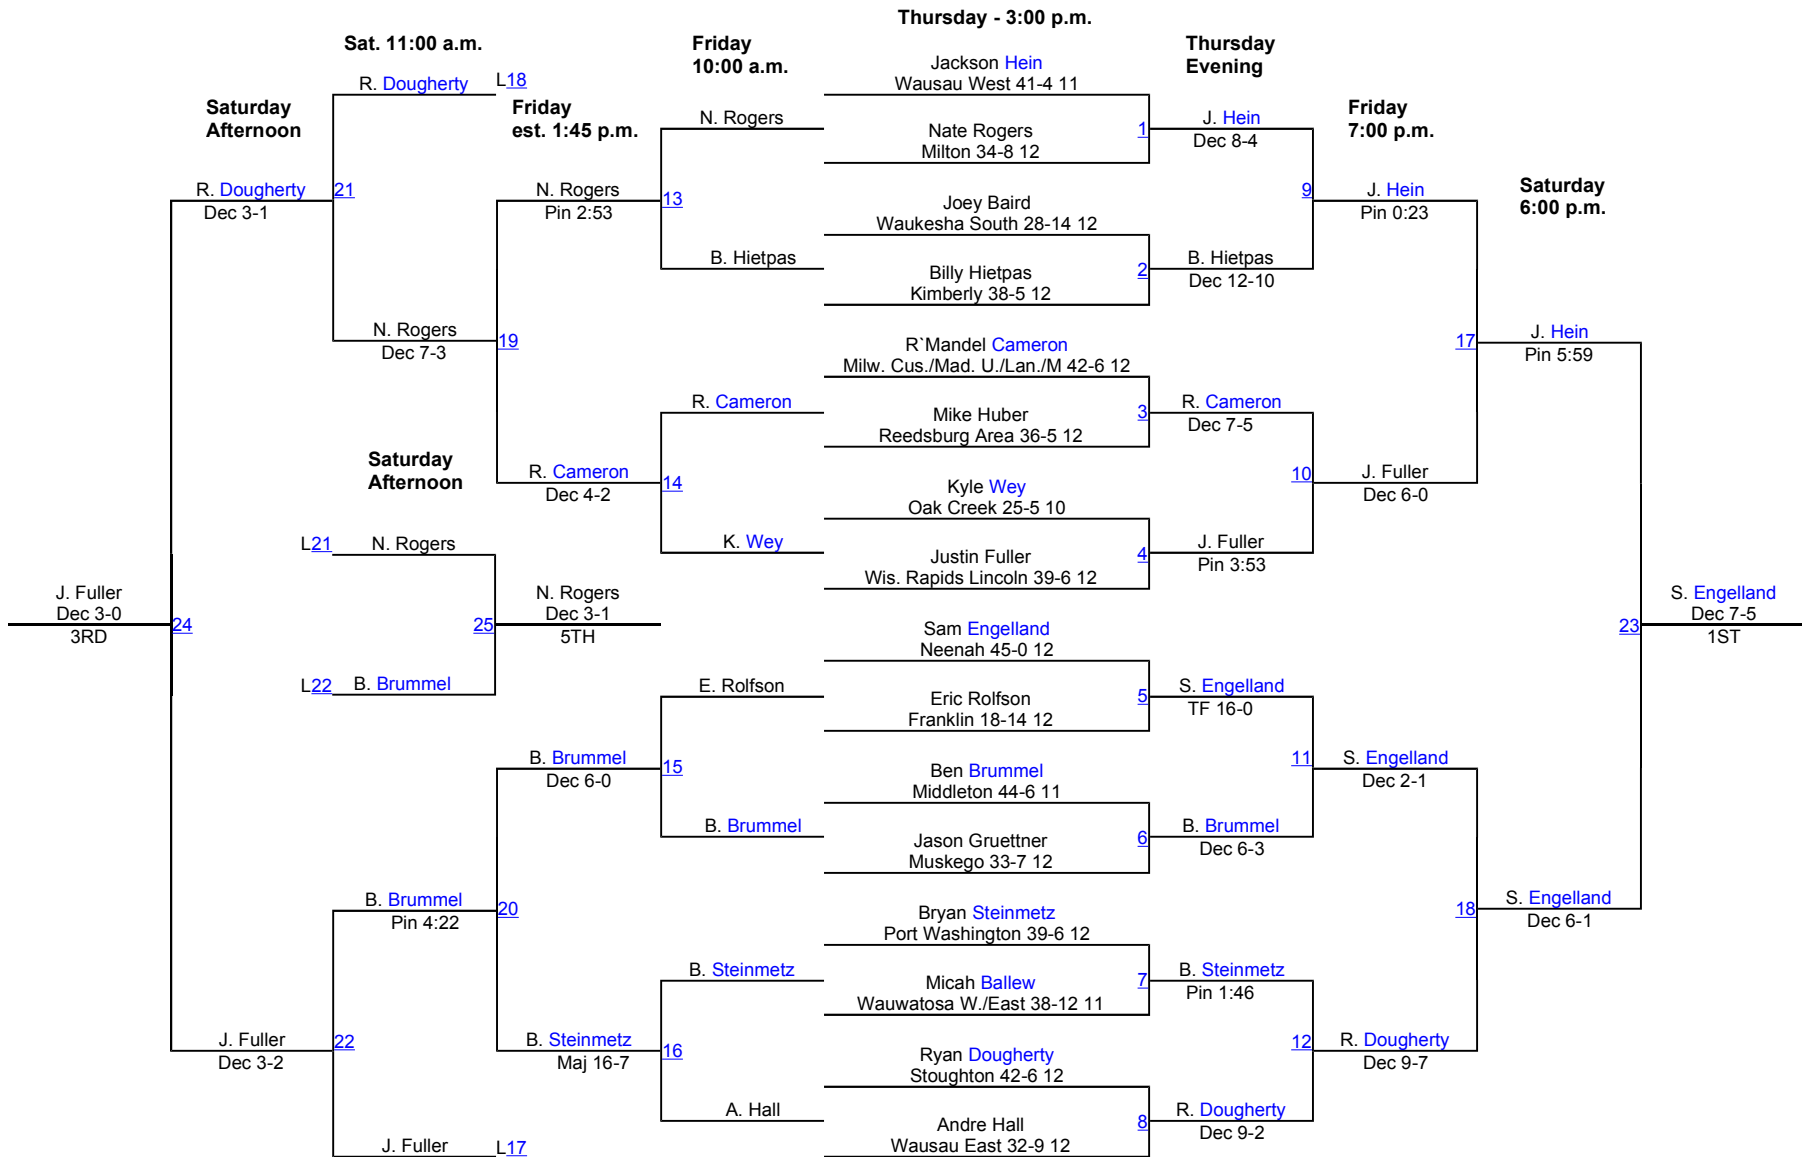 Thursday - 3:00 p.m.
Sat. 11:00 a.m.
Friday
10:00 a.m.
Thursday
Evening
Jackson Hein
Wausau West 41-4 11
R. Dougherty
L18
Saturday
Afternoon
Friday
est. 1:45 p.m.
Friday
7:00 p.m.
N. Rogers
Nate Rogers
Milton 34-8 12
1
J. Hein
Dec 8-4
R. Dougherty
Dec 3-1
21
N. Rogers
Pin 2:53
13
Joey Baird
Waukesha South 28-14 12
9
J. Hein
Pin 0:23
Saturday
6:00 p.m.
B. Hietpas
Billy Hietpas
Kimberly 38-5 12
2
B. Hietpas
Dec 12-10
N. Rogers
Dec 7-3
19
R`Mandel Cameron
Milw. Cus./Mad. U./Lan./M 42-6 12
17
J. Hein
Pin 5:59
R. Cameron
Mike Huber
Reedsburg Area 36-5 12
3
R. Cameron
Dec 7-5
Saturday
Afternoon
R. Cameron
Dec 4-2
14
Kyle Wey
Oak Creek 25-5 10
10
J. Fuller
Dec 6-0
L21
N. Rogers
K. Wey
Justin Fuller
Wis. Rapids Lincoln 39-6 12
4
J. Fuller
Pin 3:53
J. Fuller
Dec 3-0
3RD
24
25
N. Rogers
Dec 3-1
5TH
Sam Engelland
Neenah 45-0 12
23
S. Engelland
Dec 7-5
1ST
L22
B. Brummel
E. Rolfson
Eric Rolfson
Franklin 18-14 12
5
S. Engelland
TF 16-0
B. Brummel
Dec 6-0
15
Ben Brummel
Middleton 44-6 11
11
S. Engelland
Dec 2-1
B. Brummel
Jason Gruettner
Muskego 33-7 12
6
B. Brummel
Dec 6-3
B. Brummel
Pin 4:22
20
Bryan Steinmetz
Port Washington 39-6 12
18
S. Engelland
Dec 6-1
B. Steinmetz
Micah Ballew
Wauwatosa W./East 38-12 11
7
B. Steinmetz
Pin 1:46
J. Fuller
Dec 3-2
22
B. Steinmetz
Maj 16-7
16
Ryan Dougherty
Stoughton 42-6 12
12
R. Dougherty
Dec 9-7
A. Hall
Andre Hall
Wausau East 32-9 12
8
R. Dougherty
Dec 9-2
J. Fuller
L17